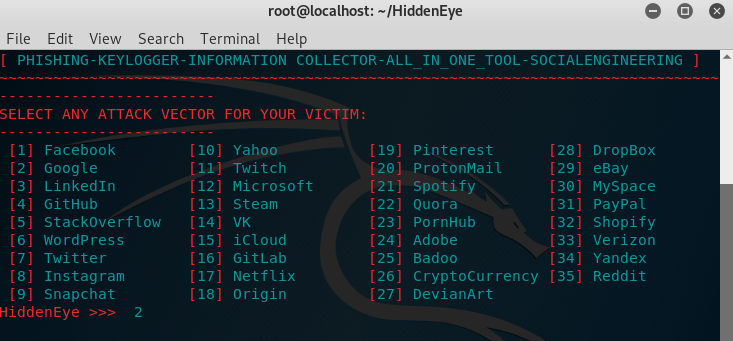 root@localhost: ~/HiddenEye
File Edit View Search Terminal Help
[ PHISHING-KEYLOGGER-INFORMATION COLLECTOR-ALL_IN_ONE_TOOL-SOCIALENGINEERING ]
~~~~~~~~~~~~~~~~~~~~~~~~~~~~~~~~~~~~~~~~~~~~~~~~~~~~~~~~~~~~~~~~~~~~~~~~~~~~~~~~
------------------------
SELECT ANY ATTACK VECTOR FOR YOUR VICTIM:
------------------------
[1] Facebook [10] Yahoo [19] Pinterest [28] DropBox
[2] Google [11] Twitch [20] ProtonMail [29] eBay
[3] LinkedIn [12] Microsoft [21] Spotify [30] MySpace
[4] GitHub [13] Steam [22] Quora [31] PayPal
[5] StackOverflow [14] VK [23] PornHub [32] Shopify
[6] WordPress [15] iCloud [24] Adobe [33] Verizon
[7] Twitter [16] GitLab [25] Badoo [34] Yandex
[8] Instagram [17] Netflix [26] CryptoCurrency [35] Reddit
[9] Snapchat [18] Origin [27] DevianArt
HiddenEye >>> 2